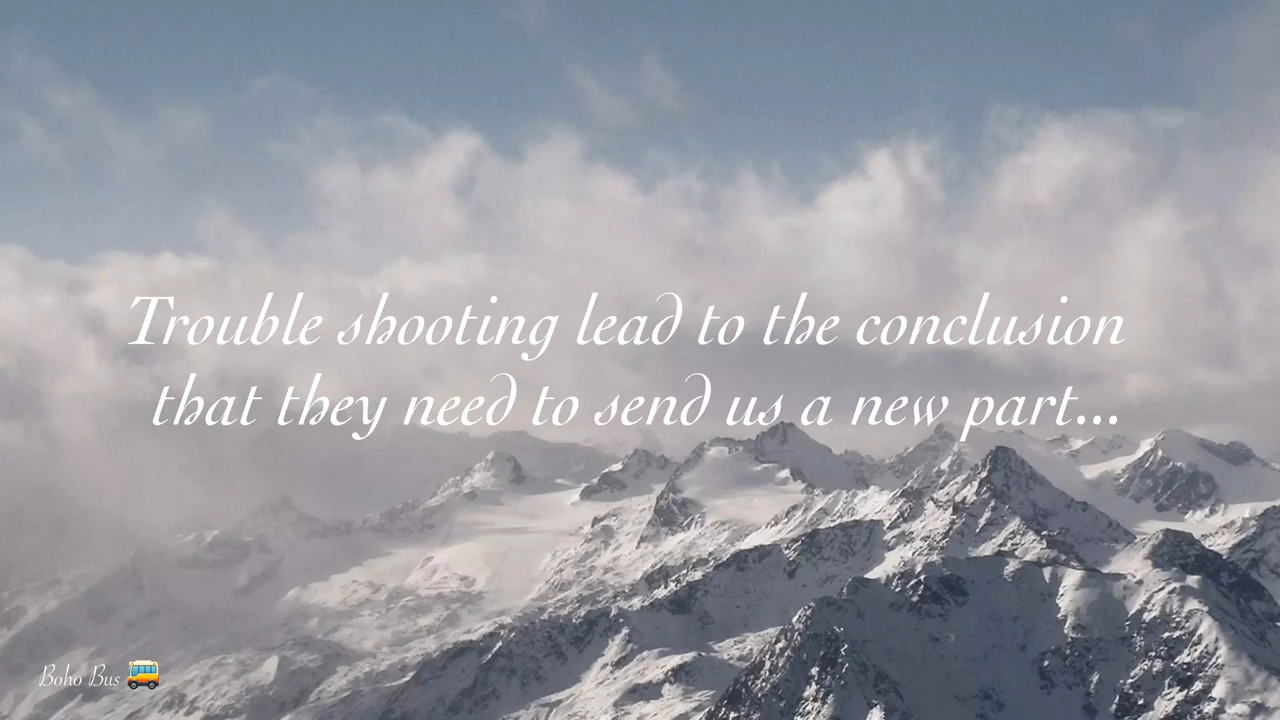 Trouble shooting lead to the conclusion
that they need to send us a new part...
Boho Bus 🚌